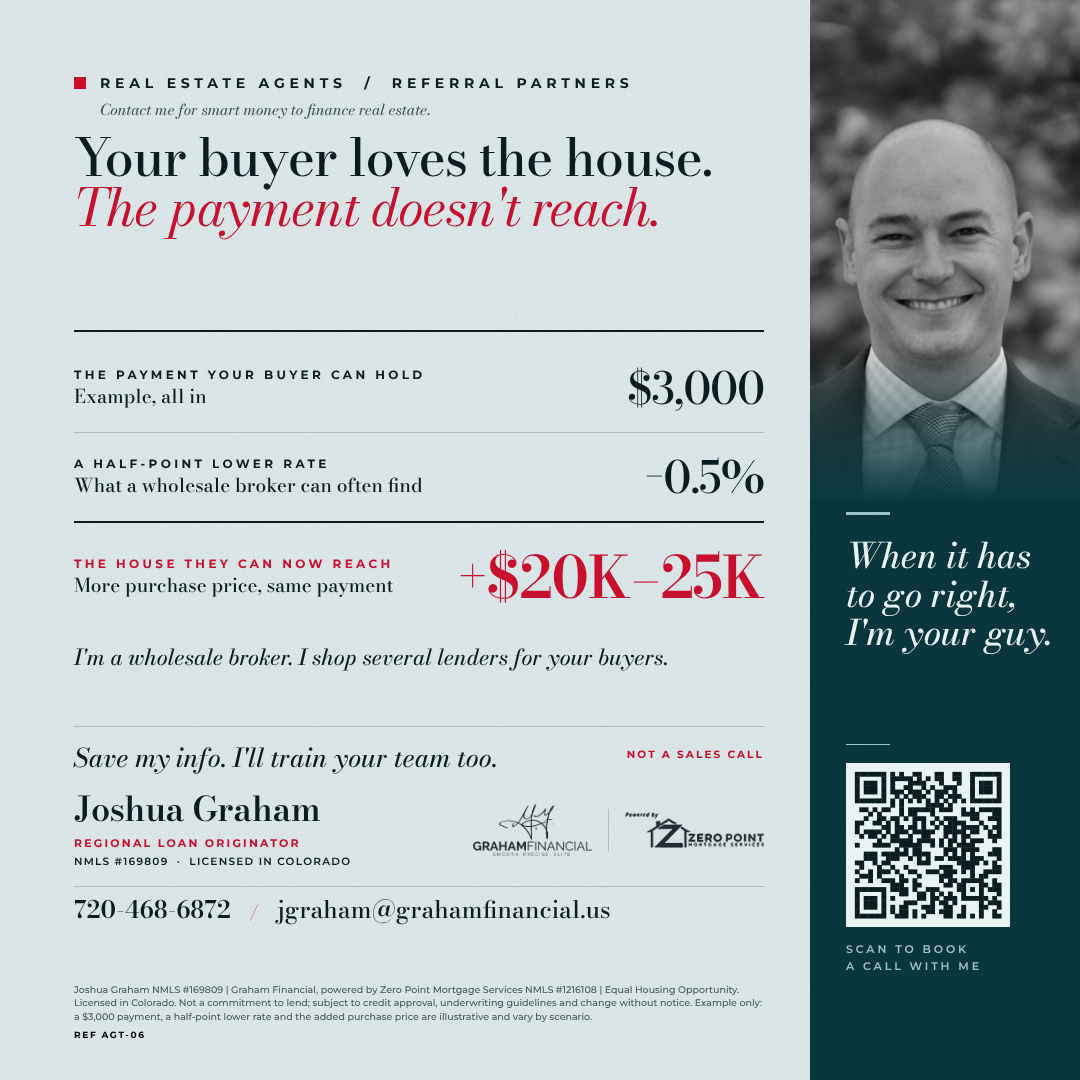 REAL ESTATE AGENTS / REFERRAL PARTNERS
Contact me for smart money to finance real estate.
Your buyer loves the house.
The payment doesn't reach.
THE PAYMENT YOUR BUYER CAN HOLD
Example, all in
$3,000
A HALF-POINT LOWER RATE
What a wholesale broker can often find
–0.5%
THE HOUSE THEY CAN NOW REACH
More purchase price, same payment
+$20K–25K
I'm a wholesale broker. I shop several lenders for your buyers.
Save my info. I'll train your team too.
NOT A SALES CALL
Joshua Graham
REGIONAL LOAN ORIGINATOR
NMLS #169809 · LICENSED IN COLORADO
GRAHAMFINANCIAL
SMOOTH. PRECISE. ELITE.
Powered by
ZERO POINT
MORTGAGE SERVICES
720-468-6872 / jgraham@grahamfinancial.us
Joshua Graham NMLS #169809 | Graham Financial, powered by Zero Point Mortgage Services NMLS #1216108 | Equal Housing Opportunity.
Licensed in Colorado. Not a commitment to lend; subject to credit approval, underwriting guidelines and change without notice. Example only:
a $3,000 payment, a half-point lower rate and the added purchase price are illustrative and vary by scenario.
REF AGT-06
When it has
to go right,
I'm your guy.
SCAN TO BOOK
A CALL WITH ME